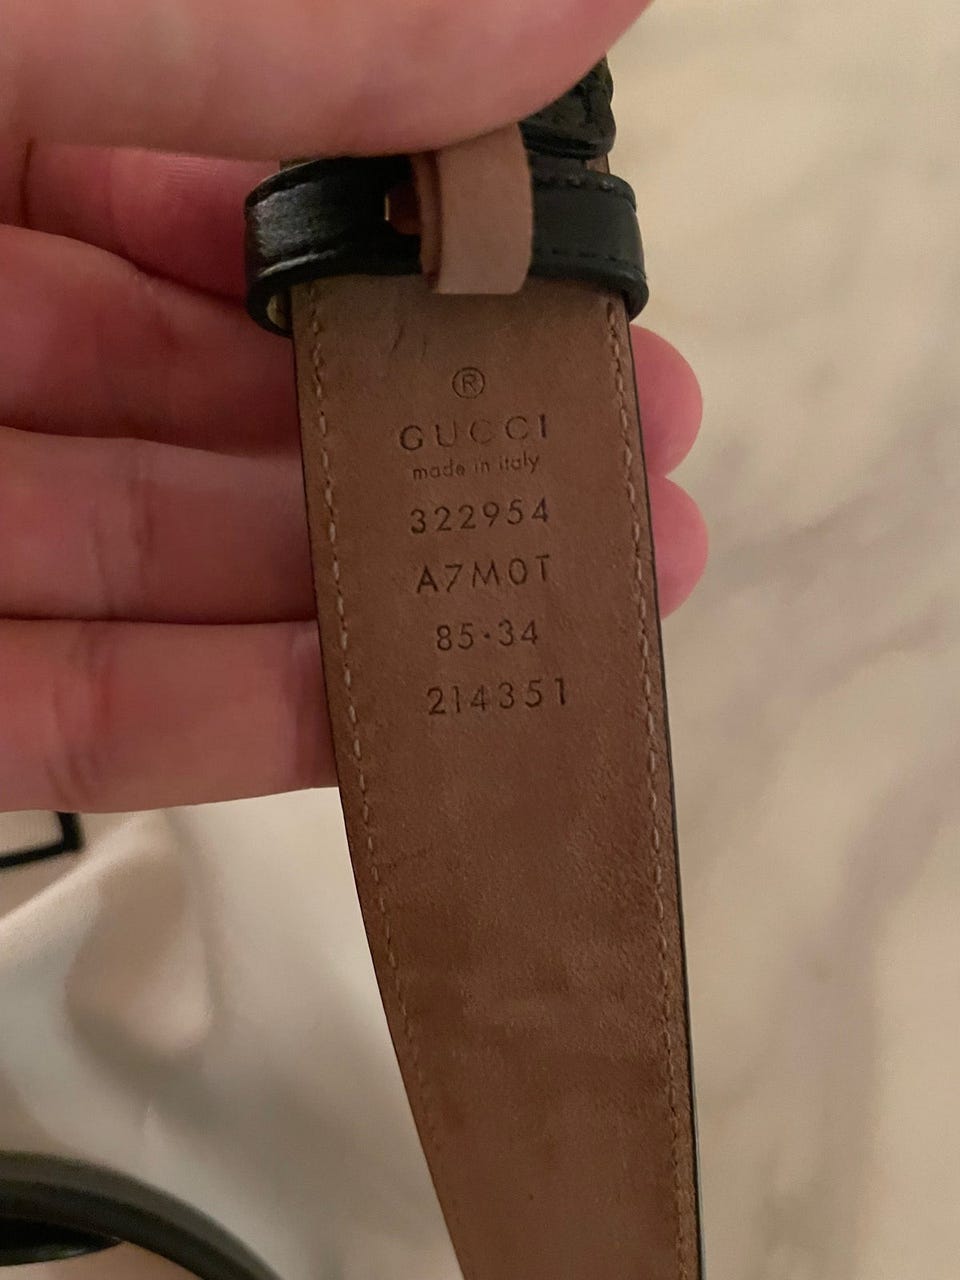 ®
GUCCI
made in italy
322954
A7M0T
85·34
214351